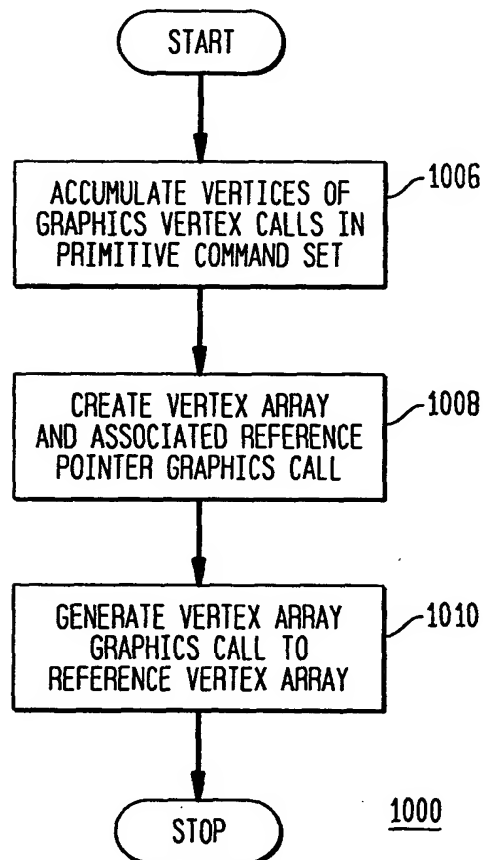 START
ACCUMULATE VERTICES OF
GRAPHICS VERTEX CALLS IN
PRIMITIVE COMMAND SET
1006
CREATE VERTEX ARRAY
AND ASSOCIATED REFERENCE
POINTER GRAPHICS CALL
1008
GENERATE VERTEX ARRAY
GRAPHICS CALL TO
REFERENCE VERTEX ARRAY
1010
STOP
1000